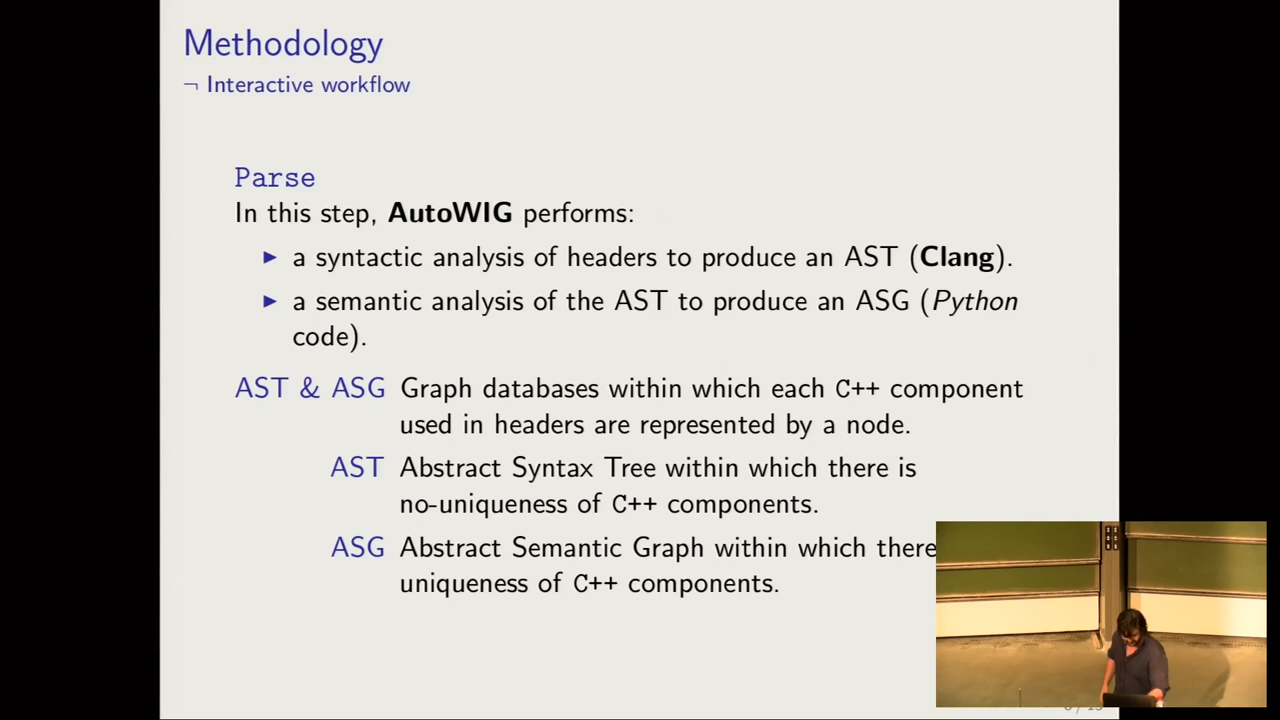 Methodology
¬ Interactive workflow
Parse
In this step, AutoWIG performs:
▶ a syntactic analysis of headers to produce an AST (Clang).
▶ a semantic analysis of the AST to produce an ASG (Python
code).
AST & ASG Graph databases within which each C++ component
used in headers are represented by a node.
AST Abstract Syntax Tree within which there is
no-uniqueness of C++ components.
ASG Abstract Semantic Graph within which there
uniqueness of C++ components.